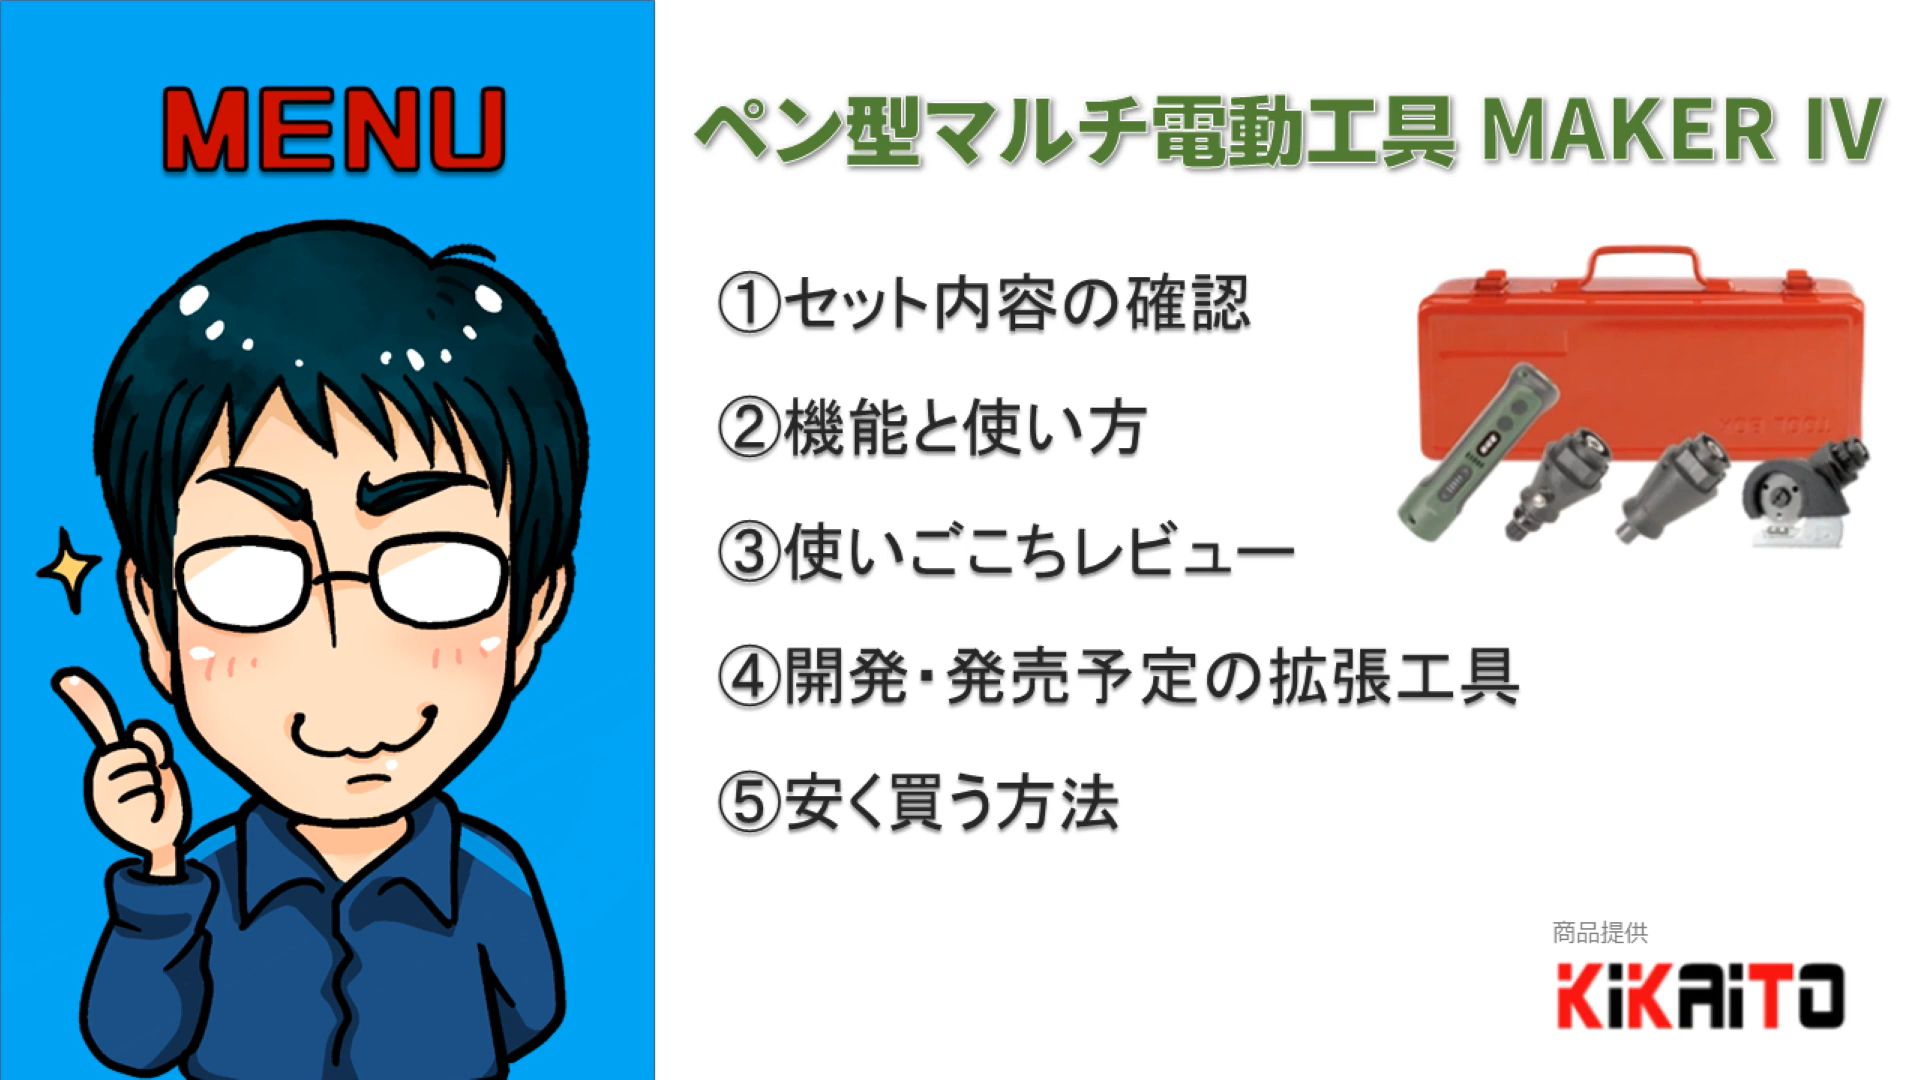 MENU
ペン型マルチ電動工具 MAKER IV
①セット内容の確認
②機能と使い方
③使いごこちレビュー
④開発・発売予定の拡張工具
⑤安く買う方法
TOOL BOX
商品提供
KiKAiTO